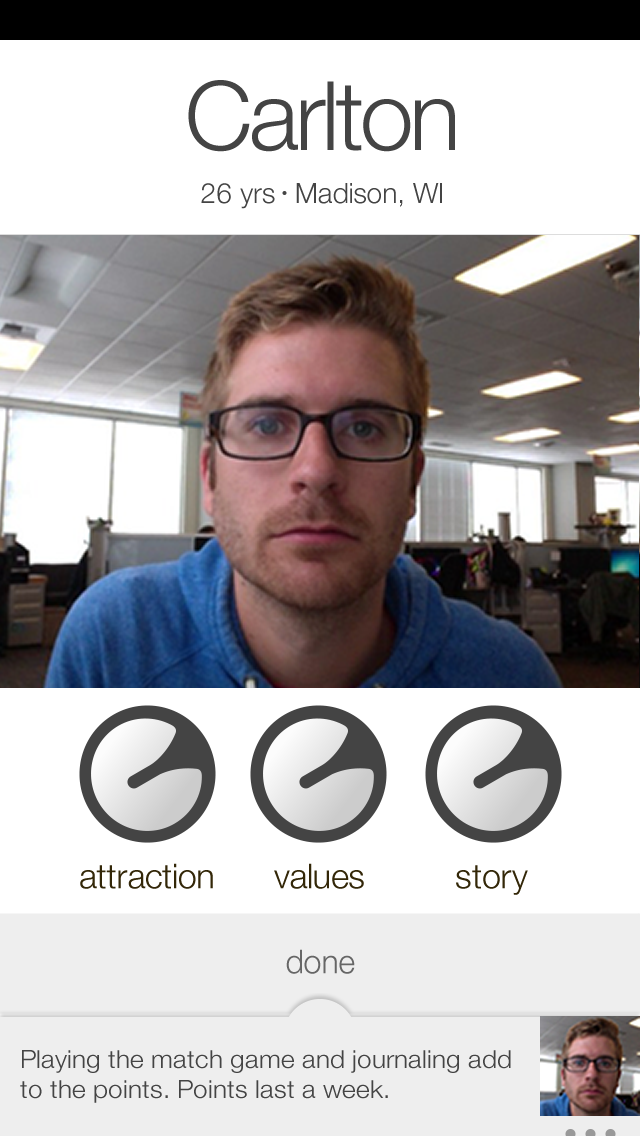 Carlton
26 yrs · Madison, WI
attraction values story
done
Playing the match game and journaling add
to the points. Points last a week.